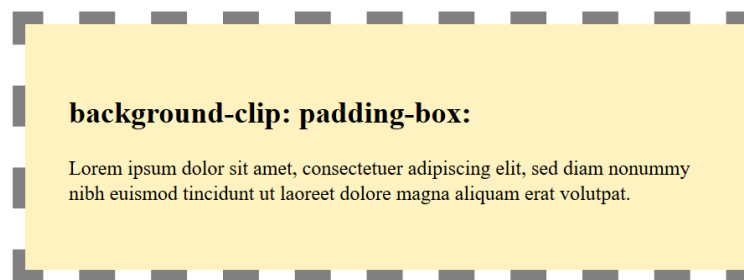 background-clip: padding-box:
Lorem ipsum dolor sit amet, consectetuer adipiscing elit, sed diam nonummy
nibh euismod tincidunt ut laoreet dolore magna aliquam erat volutpat.